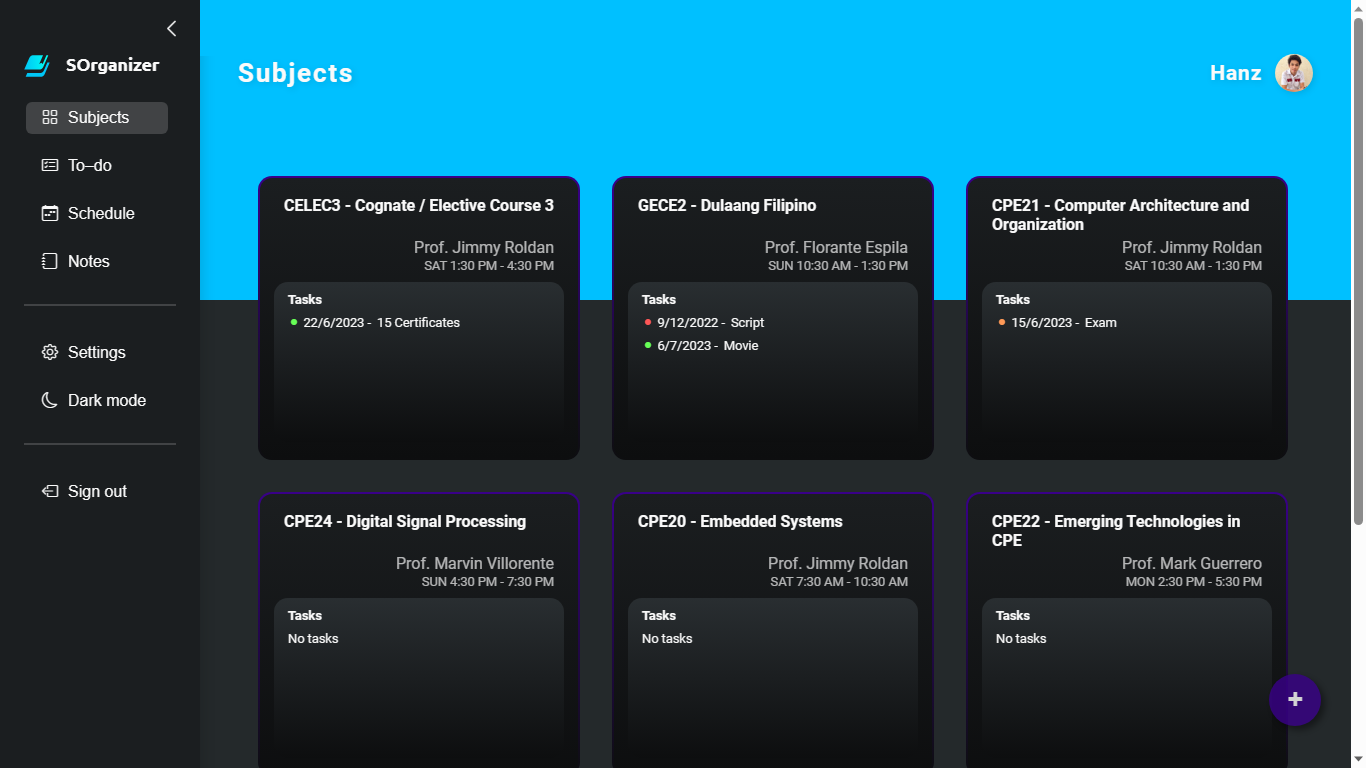 SOrganizer
Subjects
To–do
Schedule
Notes
Settings
Dark mode
Sign out
Subjects
Hanz
CELEC3 - Cognate / Elective Course 3
Prof. Jimmy Roldan
SAT 1:30 PM - 4:30 PM
Tasks
22/6/2023 - 15 Certificates
GECE2 - Dulaang Filipino
Prof. Florante Espila
SUN 10:30 AM - 1:30 PM
Tasks
9/12/2022 - Script
6/7/2023 - Movie
CPE21 - Computer Architecture and
Organization
Prof. Jimmy Roldan
SAT 10:30 AM - 1:30 PM
Tasks
15/6/2023 - Exam
CPE24 - Digital Signal Processing
Prof. Marvin Villorente
SUN 4:30 PM - 7:30 PM
Tasks
No tasks
CPE20 - Embedded Systems
Prof. Jimmy Roldan
SAT 7:30 AM - 10:30 AM
Tasks
No tasks
CPE22 - Emerging Technologies in
CPE
Prof. Mark Guerrero
MON 2:30 PM - 5:30 PM
Tasks
No tasks